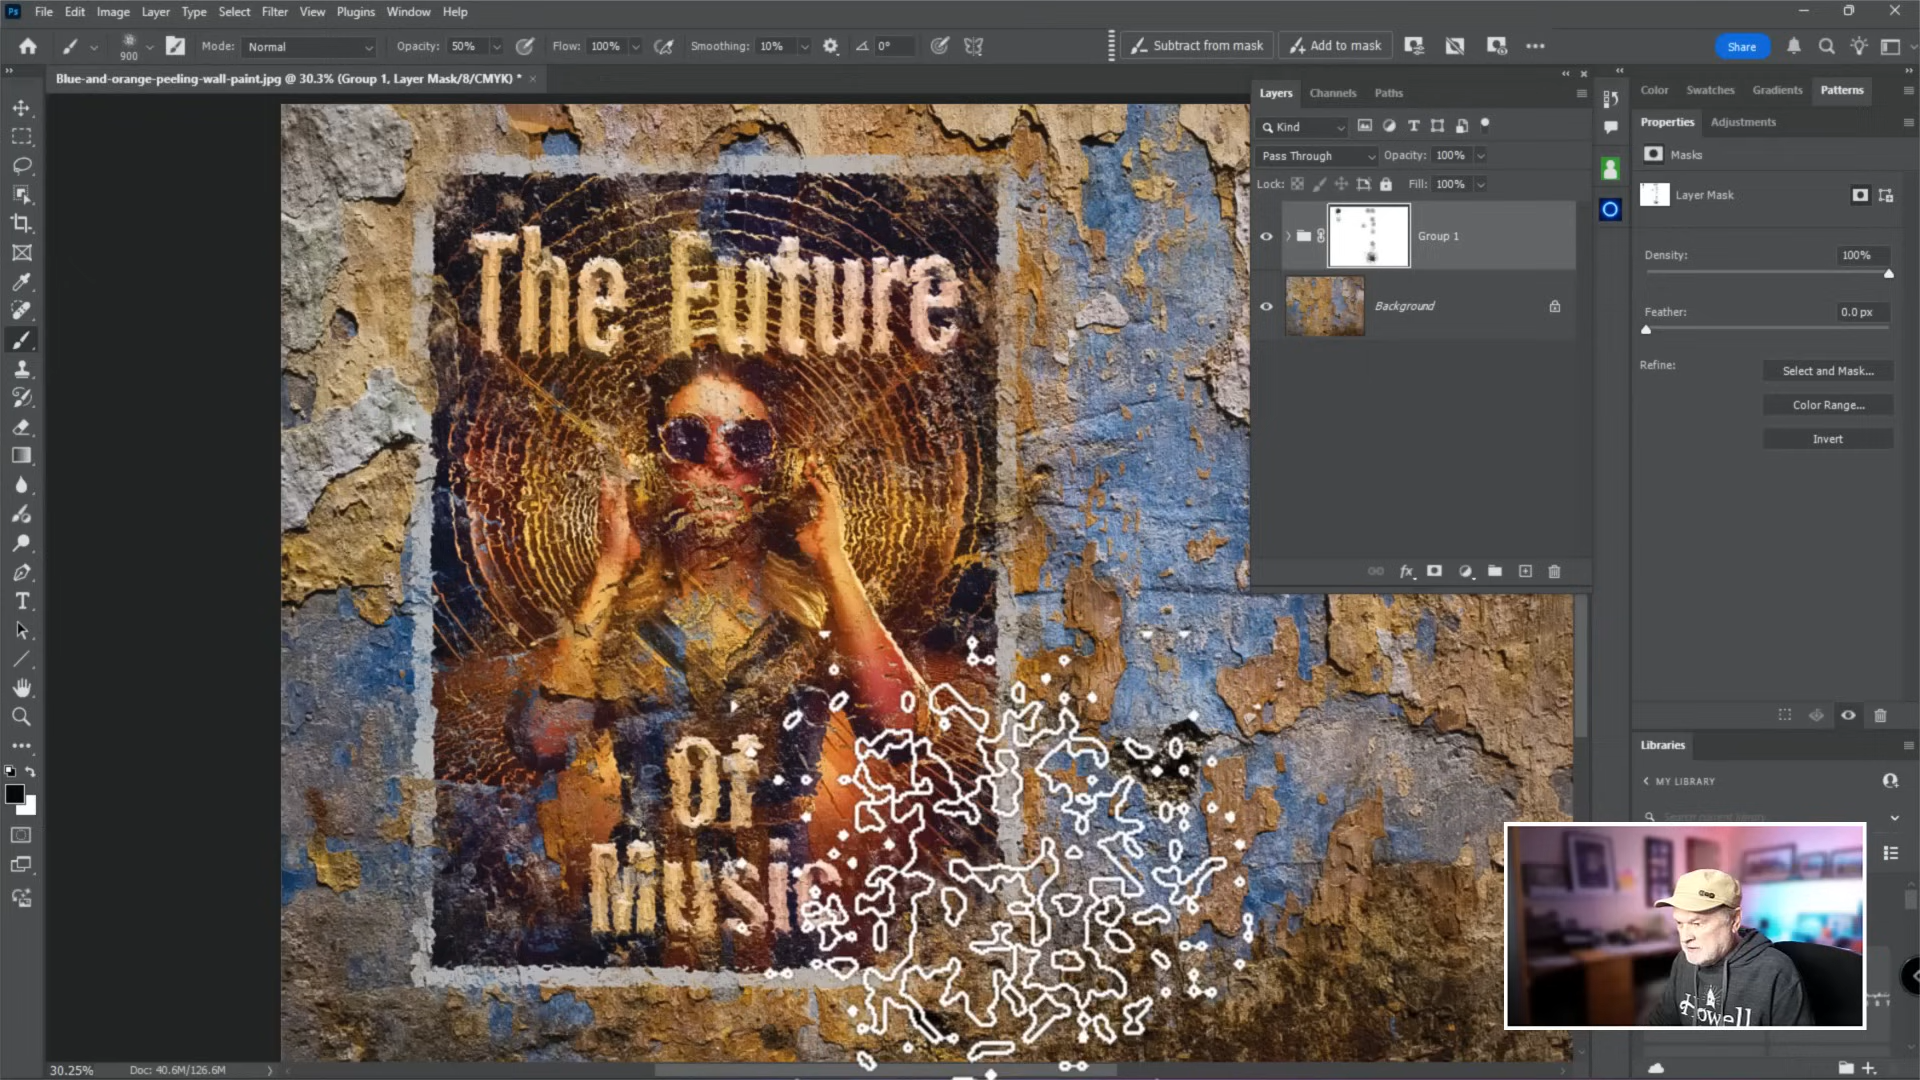 Ps File Edit Image Layer Type Select Filter View Plugins Window Help
900 Mode: Normal Opacity: 50% Flow: 100% Smoothing: 10% 0° Subtract from mask Add to mask Share
Blue-and-orange-peeling-wall-paint.jpg @ 30.3% (Group 1, Layer Mask/8/CMYK) *
Layers Channels Paths
Kind
Pass Through Opacity: 100%
Lock: Fill: 100%
Group 1
Background
fx
Color Swatches Gradients Patterns
Properties Adjustments
Masks
Layer Mask
Density: 100%
Feather: 0.0 px
Refine: Select and Mask...
Color Range...
Invert
Libraries
MY LIBRARY
The Future
Of
Music
Howell
30.25% Doc: 40.6M/126.6M